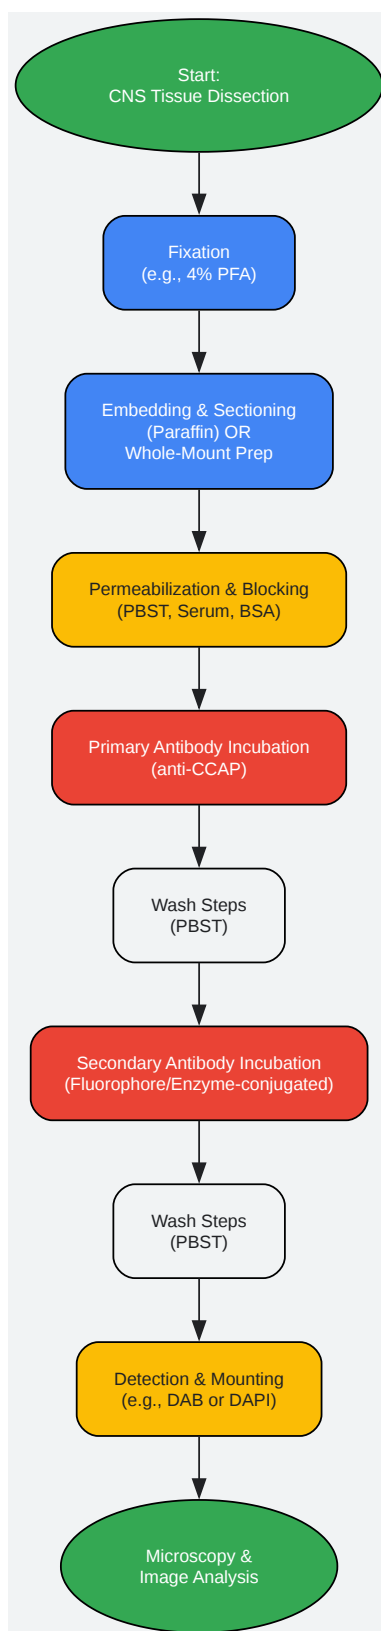 Start:
CNS Tissue Dissection
Fixation
(e.g., 4% PFA)
Embedding & Sectioning
(Paraffin) OR
Whole-Mount Prep
Permeabilization & Blocking
(PBST, Serum, BSA)
Primary Antibody Incubation
(anti-CCAP)
Wash Steps
(PBST)
Secondary Antibody Incubation
(Fluorophore/Enzyme-conjugated)
Wash Steps
(PBST)
Detection & Mounting
(e.g., DAB or DAPI)
Microscopy &
Image Analysis